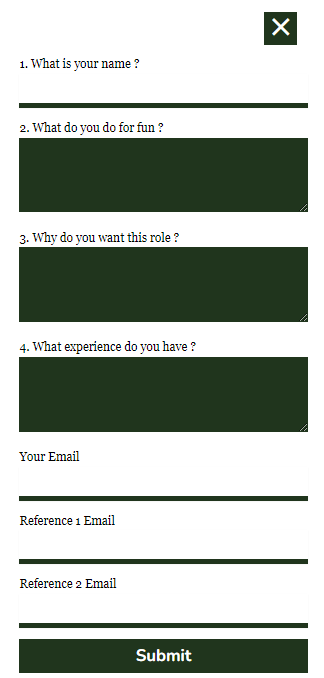 1. What is your name ?
2. What do you do for fun ?
3. Why do you want this role ?
4. What experience do you have ?
Your Email
Reference 1 Email
Reference 2 Email
Submit